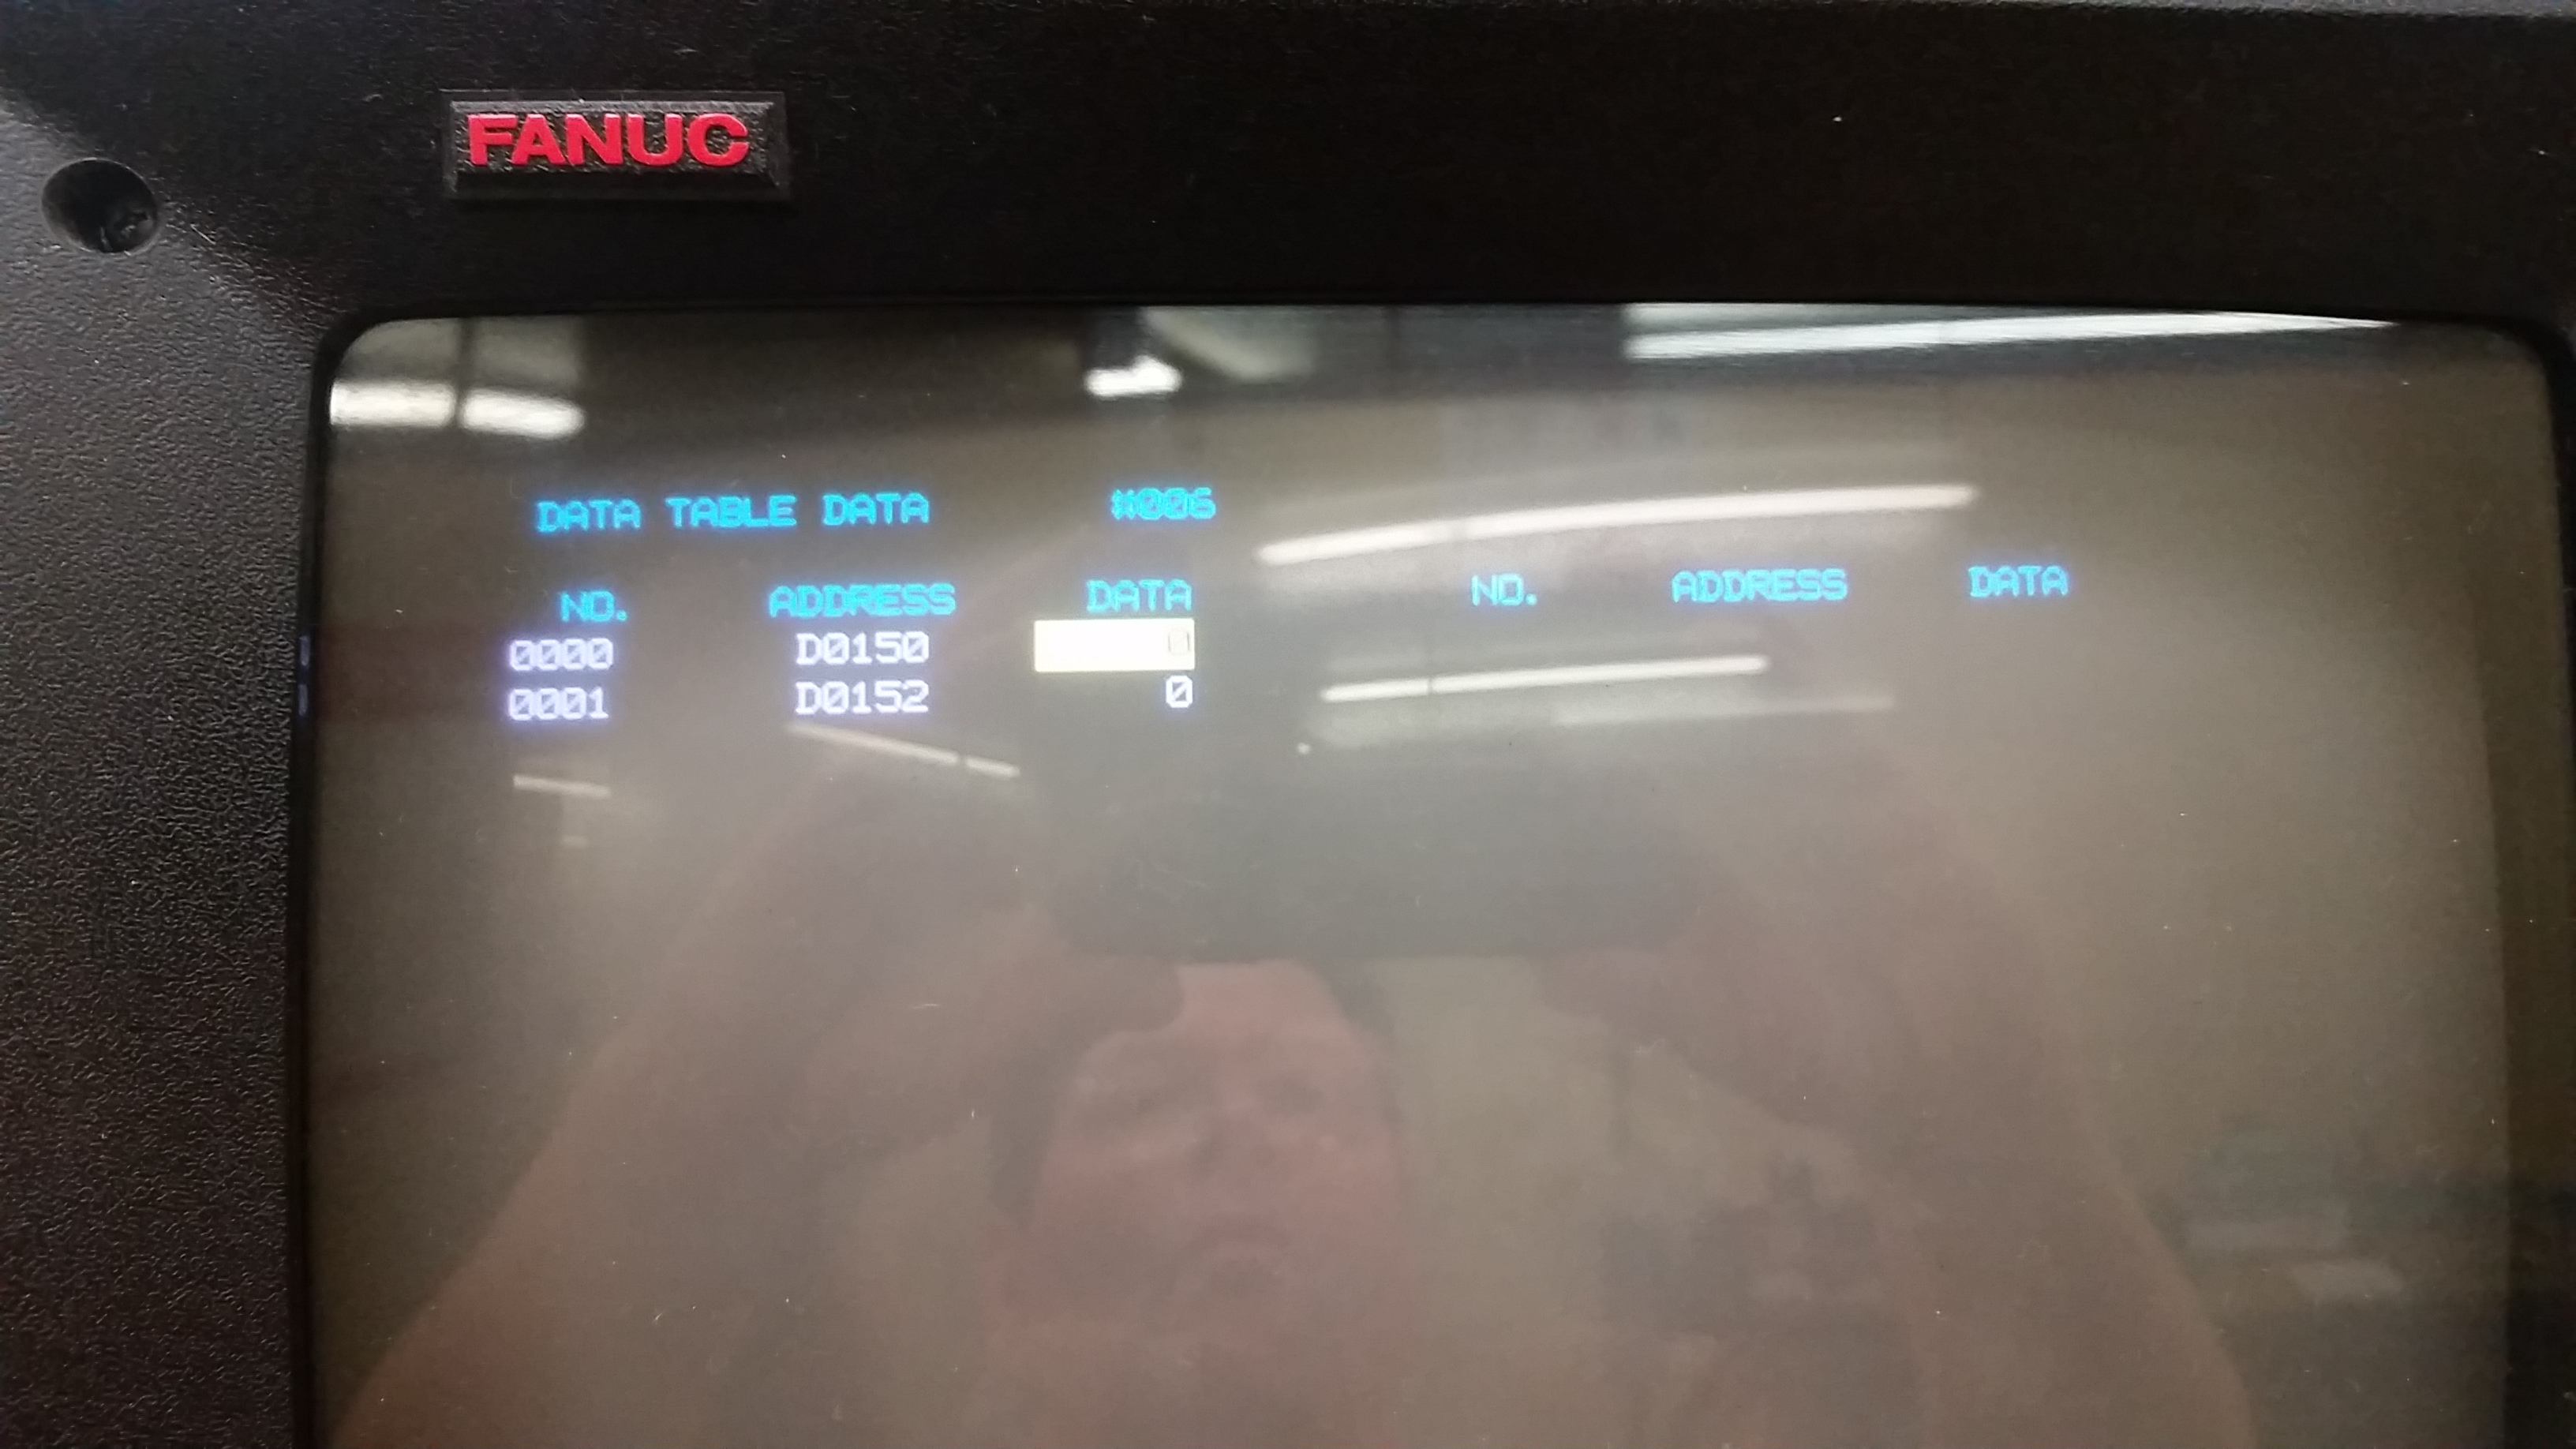 FANUC
DATA TABLE DATA %006
NO. ADDRESS DATA NO. ADDRESS DATA
0000 D0150 0
0001 D0152 0